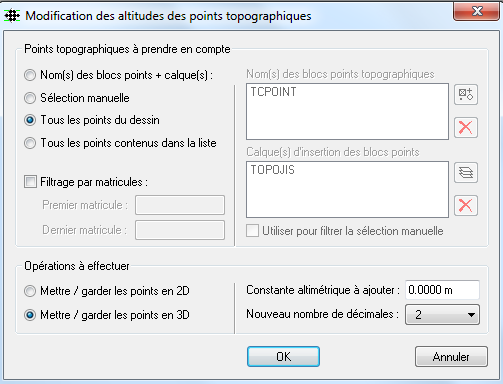 Modification des altitudes des points topographiques
Points topographiques à prendre en compte
Nom(s) des blocs points + calque(s) :
Sélection manuelle
Tous les points du dessin
Tous les points contenus dans la liste
Filtrage par matricules :
Premier matricule :
Dernier matricule :
Nom(s) des blocs points topographiques
TCPOINT
Calque(s) d'insertion des blocs points
TOPOJIS
Utiliser pour filtrer la sélection manuelle
Opérations à effectuer
Mettre / garder les points en 2D
Mettre / garder les points en 3D
Constante altimétrique à ajouter : 0.0000 m
Nouveau nombre de décimales : 2
OK
Annuler